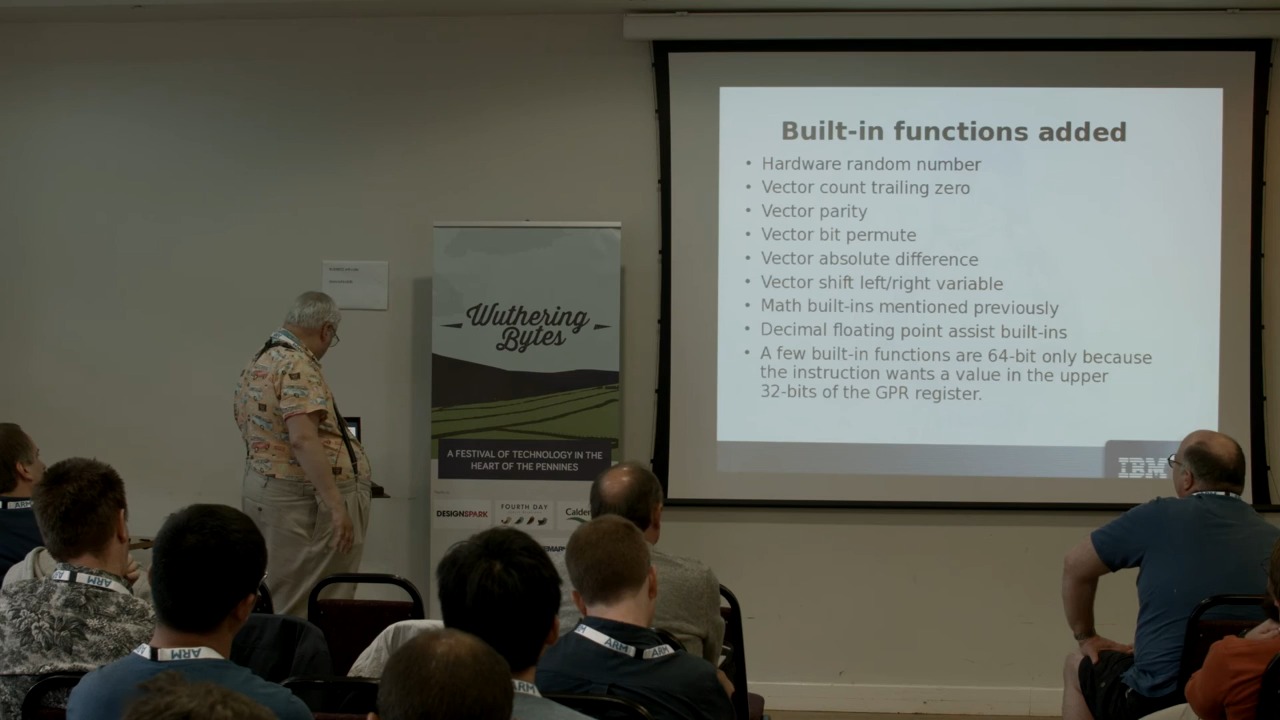 Built-in functions added
• Hardware random number
• Vector count trailing zero
• Vector parity
• Vector bit permute
• Vector absolute difference
• Vector shift left/right variable
• Math built-ins mentioned previously
• Decimal floating point assist built-ins
• A few built-in functions are 64-bit only because
the instruction wants a value in the upper
32-bits of the GPR register.
IBM
Wuthering
Bytes
A FESTIVAL OF TECHNOLOGY IN THE
HEART OF THE PENNINES
DESIGNSPARK
FOURTH DAY
Calder
ARM
ARM
ARM
ARM